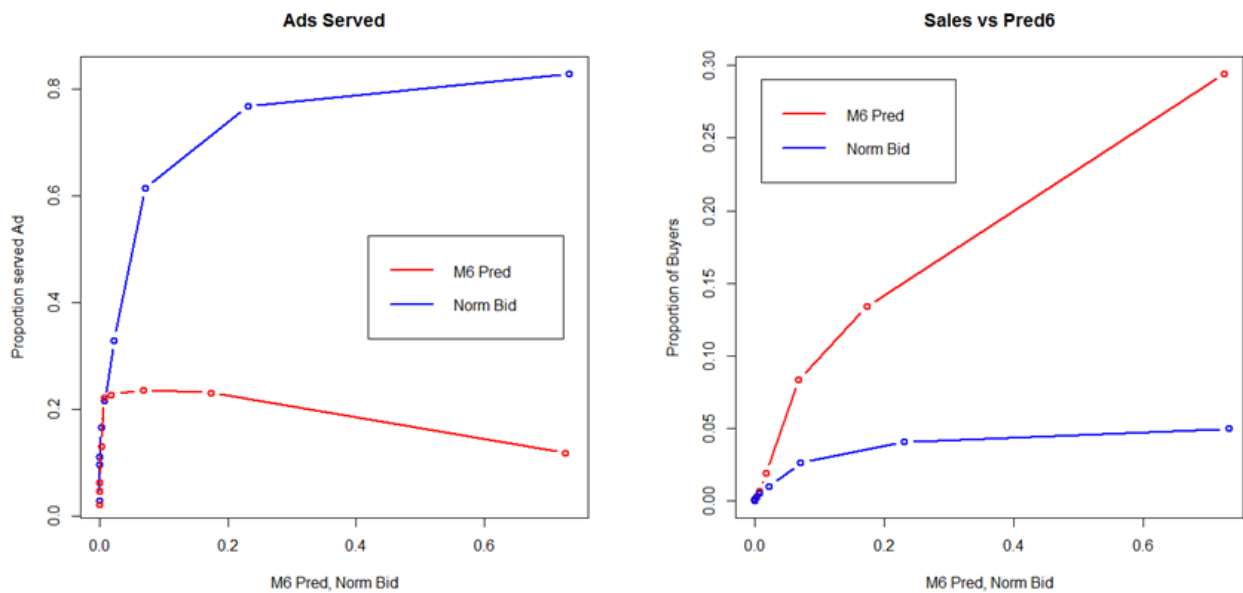 Ads Served
Proportion served Ad
0.8
0.6
0.4
0.2
0.0
M6 Pred
Norm Bid
0.0 0.2 0.4 0.6
M6 Pred, Norm Bid
Sales vs Pred6
Proportion of Buyers
0.30
0.25
0.20
0.15
0.10
0.05
0.00
M6 Pred
Norm Bid
0.0 0.2 0.4 0.6
M6 Pred, Norm Bid